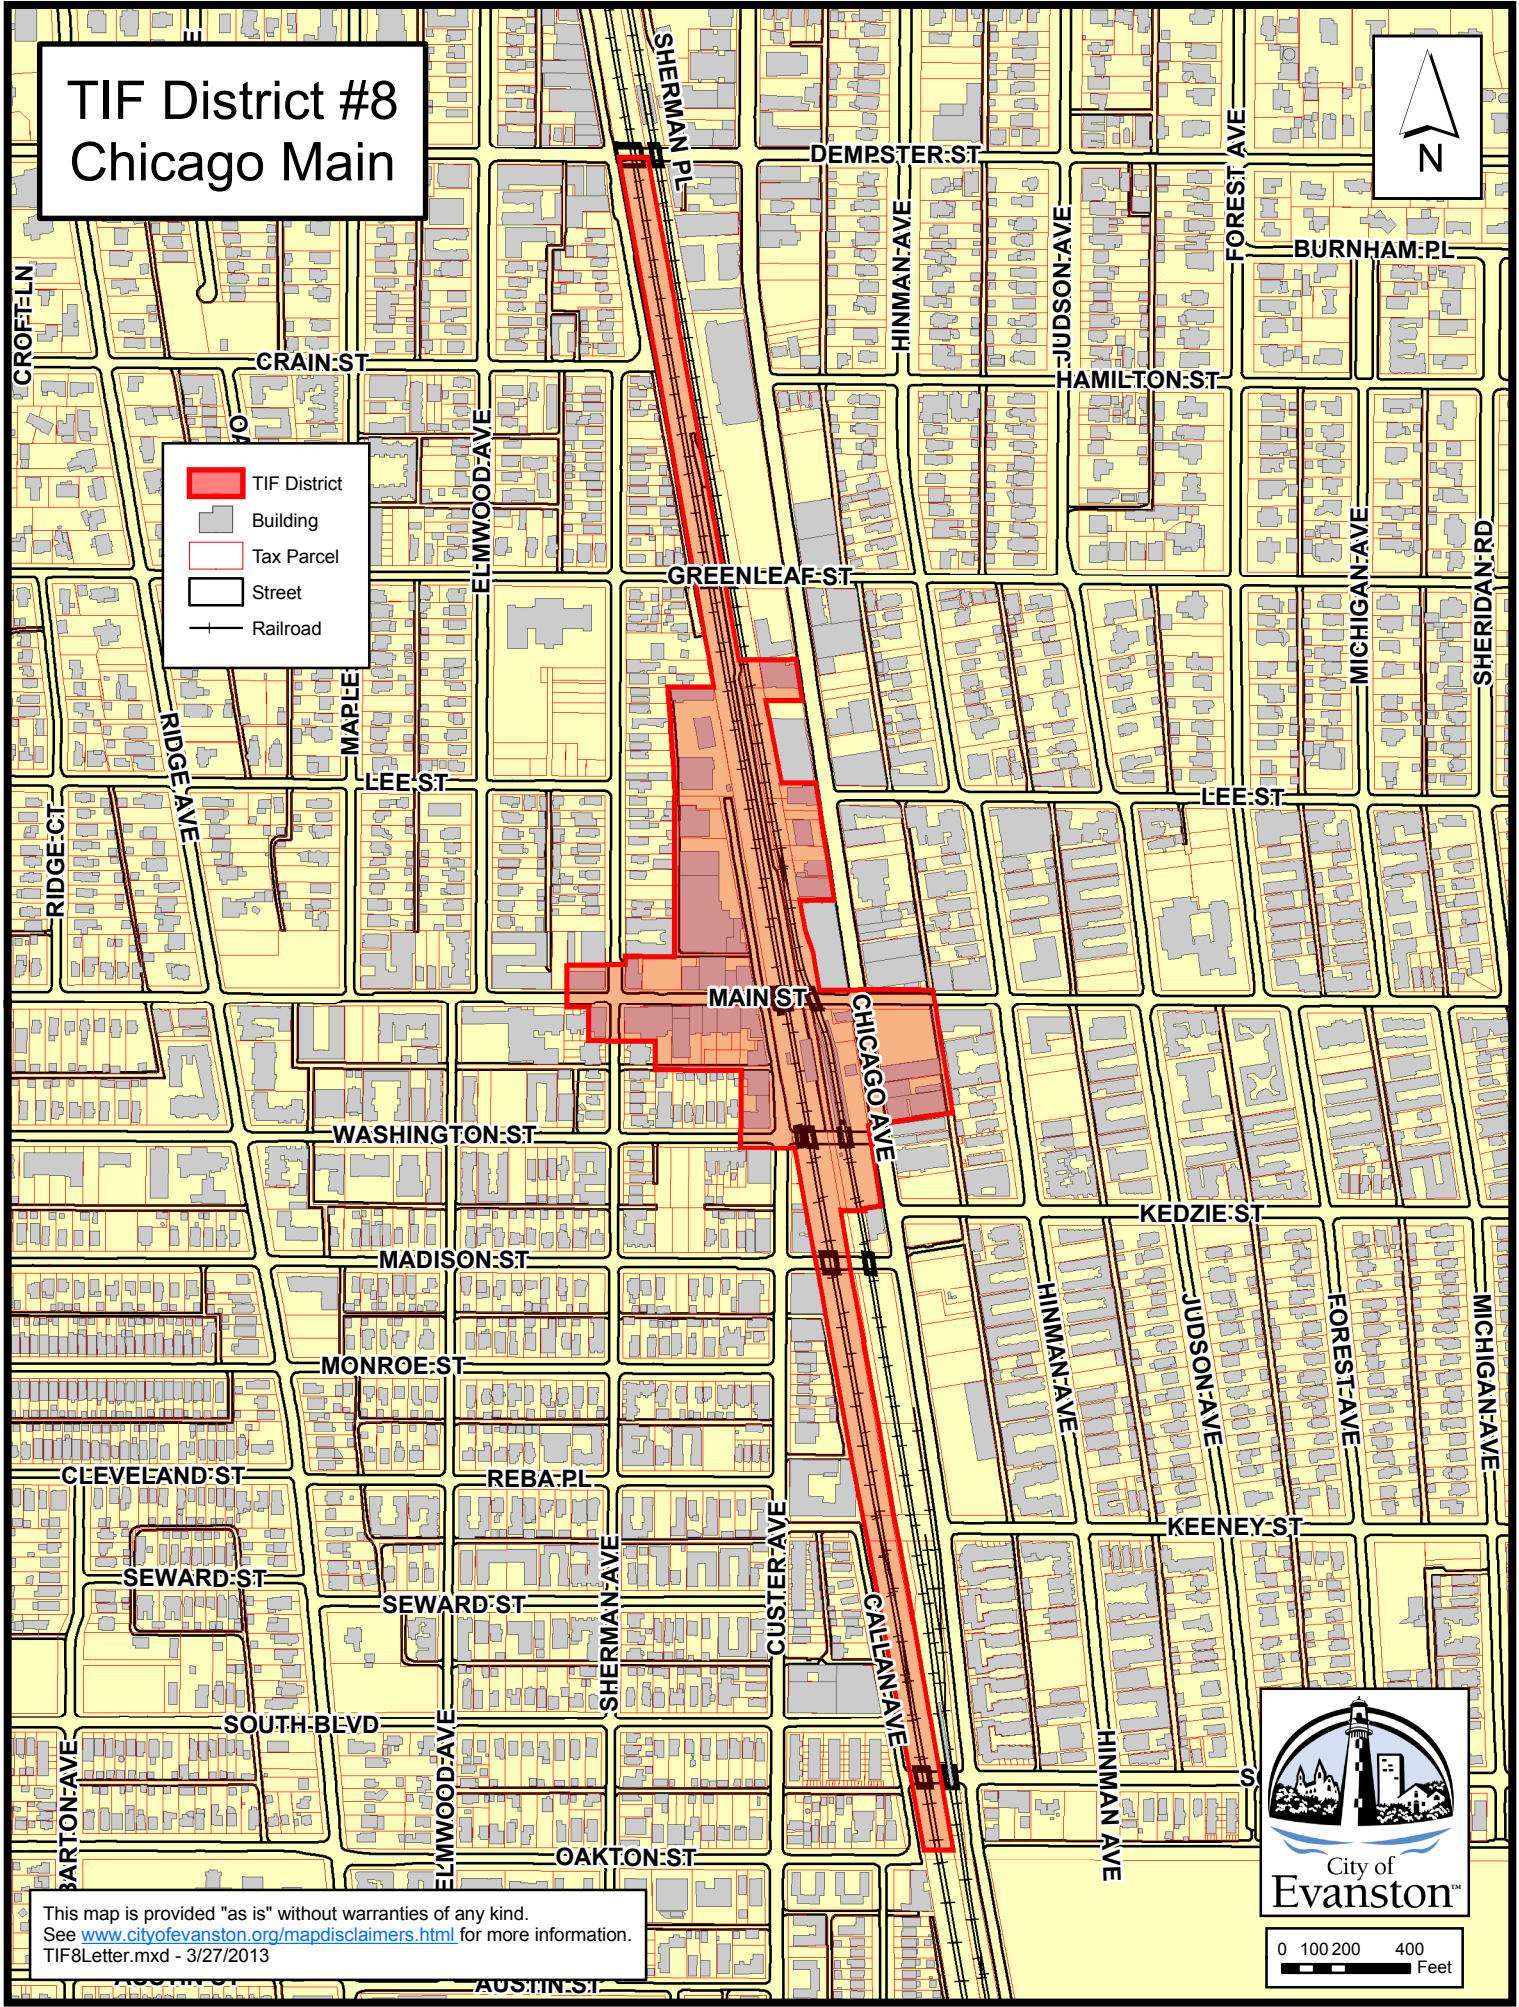 TIF District #8
Chicago Main
N
SHERMAN PL
DEMPSTER ST
FOREST AVE
HINMAN AVE
JUDSON AVE
BURNHAM PL
CROFT LN
CRAIN ST
HAMILTON ST
ELMWOOD AVE
TIF District
Building
Tax Parcel
Street
Railroad
GREENLEAF ST
MICHIGAN AVE
SHERIDAN RD
MAPLE
RIDGE AVE
LEE ST
LEE ST
RIDGE CT
MAIN ST
CHICAGO AVE
WASHINGTON ST
KEDZIE ST
MADISON ST
HINMAN AVE
JUDSON AVE
FOREST AVE
MICHIGAN AVE
MONROE ST
CLEVELAND ST
REBA PL
KEENEY ST
CUSTER AVE
SHERMAN AVE
SEWARD ST
SEWARD ST
CALLAN AVE
SOUTH BLVD
ELMWOOD AVE
BARTON AVE
HINMAN AVE
OAKTON ST
City of
Evanston™
This map is provided "as is" without warranties of any kind.
See www.cityofevanston.org/mapdisclaimers.html for more information.
TIF8Letter.mxd - 3/27/2013
0 100 200 400
Feet
AUSTIN ST
AUSTIN ST